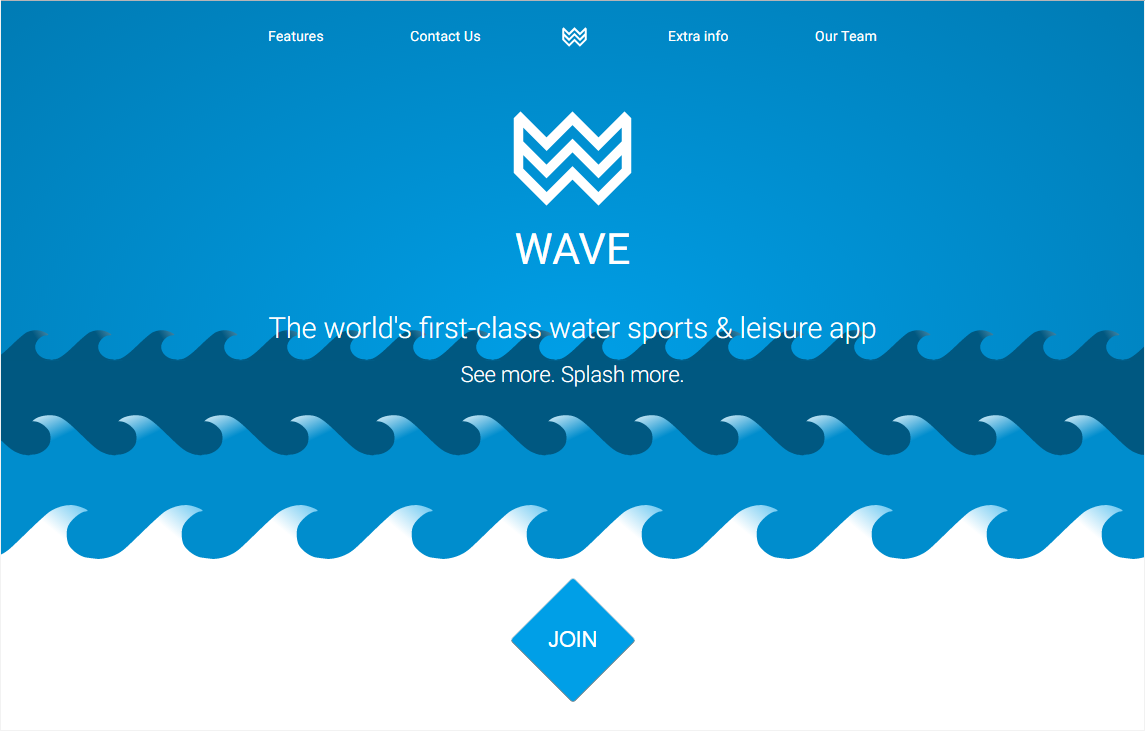 Features
Contact Us
Extra info
Our Team
WAVE
The world's first-class water sports & leisure app
See more. Splash more.
JOIN